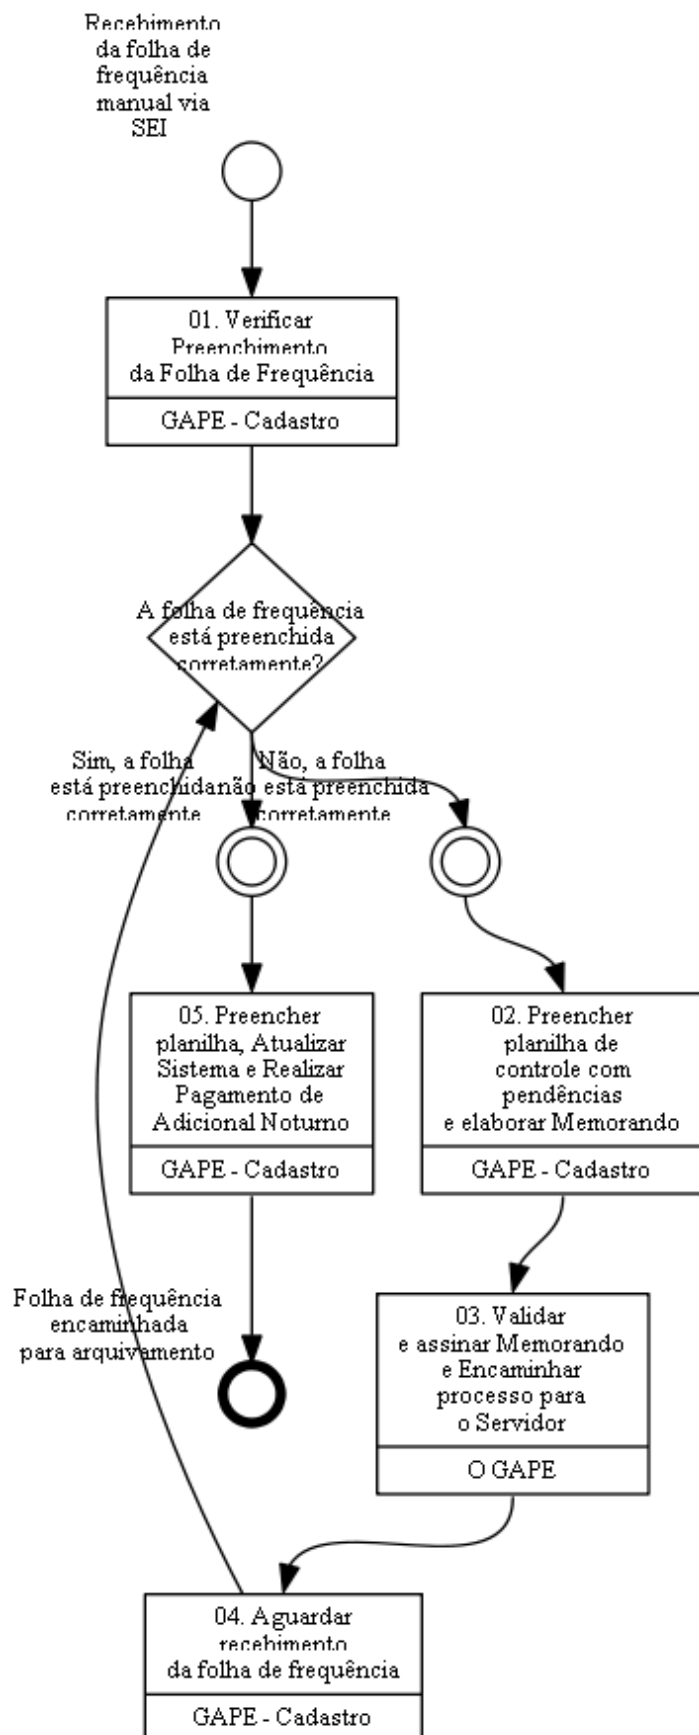 Recebimento
da folha de
frequência
manual via
SEI
01. Verificar
Preenchimento
da Folha de Frequência
GAPE - Cadastro
A folha de frequência
está preenchida
corretamente?
Sim, a folha
está preenchida
corretamente
Não, a folha
não está preenchida
corretamente
05. Preencher
planilha, Atualizar
Sistema e Realizar
Pagamento de
Adicional Noturno
GAPE - Cadastro
02. Preencher
planilha de
controle com
pendências
e elaborar Memorando
GAPE - Cadastro
Folha de frequência
encaminhada
para arquivamento
03. Validar
e assinar Memorando
e Encaminhar
processo para
o Servidor
O GAPE
04. Aguardar
recebimento
da folha de frequência
GAPE - Cadastro